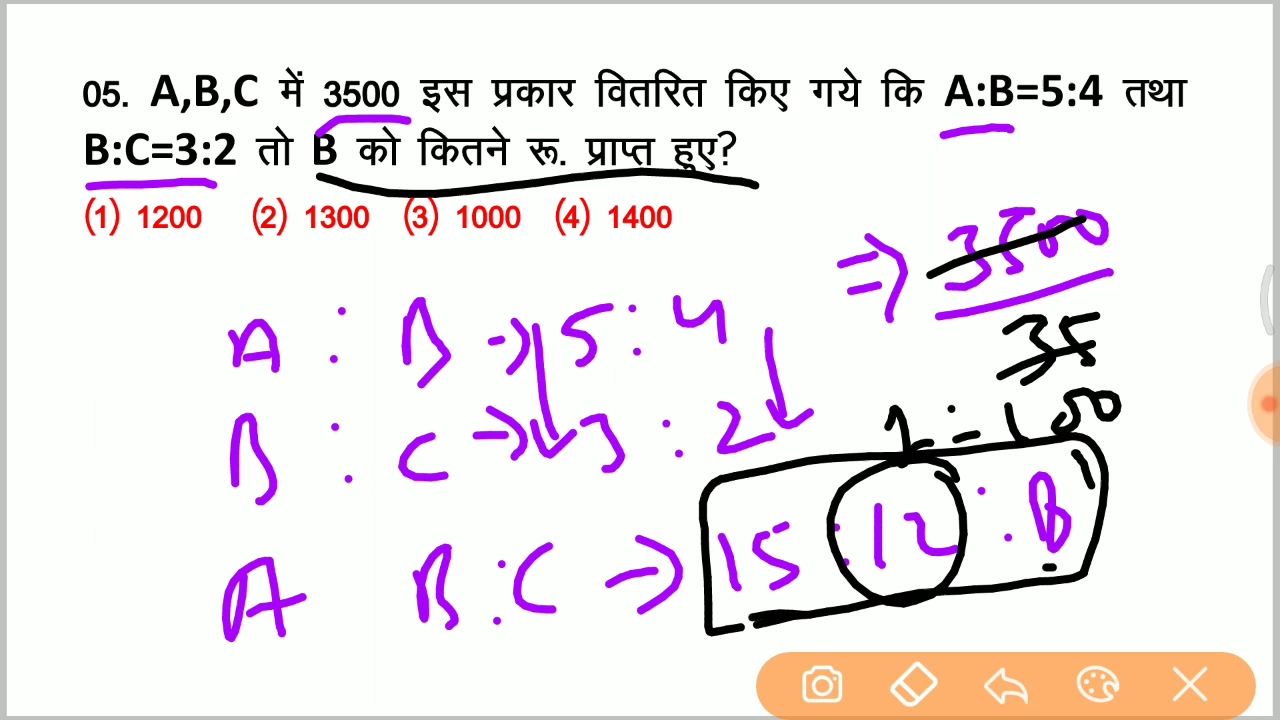 05. A,B,C में 3500 इस प्रकार वितरित किए गये कि A:B=5:4 तथा
B:C=3:2 तो B को कितने रू. प्राप्त हुए?
(1) 1200 (2) 1300 (3) 1000 (4) 1400
⇒ 3500
35
A : B → 5 : 4
1 = 100
B : C → 3 : 2
A B : C → 15 : 12 : 8